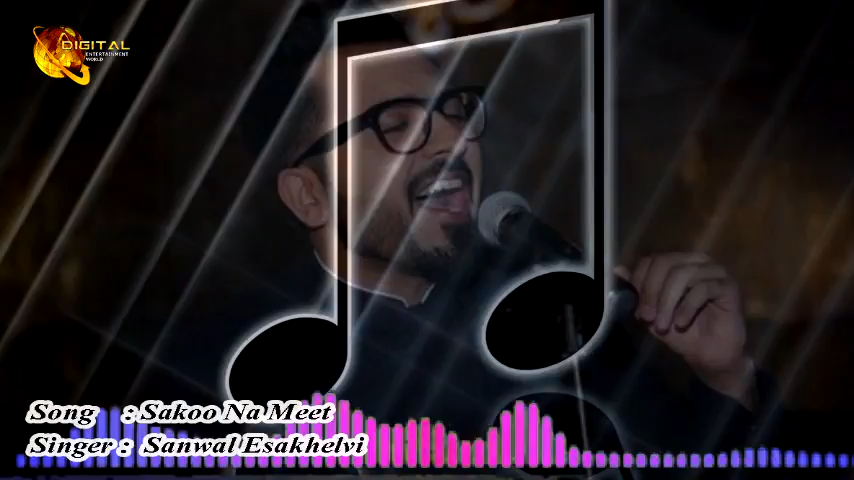 DIGITAL
ENTERTAINMENT
WORLD
Song : Sakoo Na Meet
Singer : Sanwal Esakhelvi